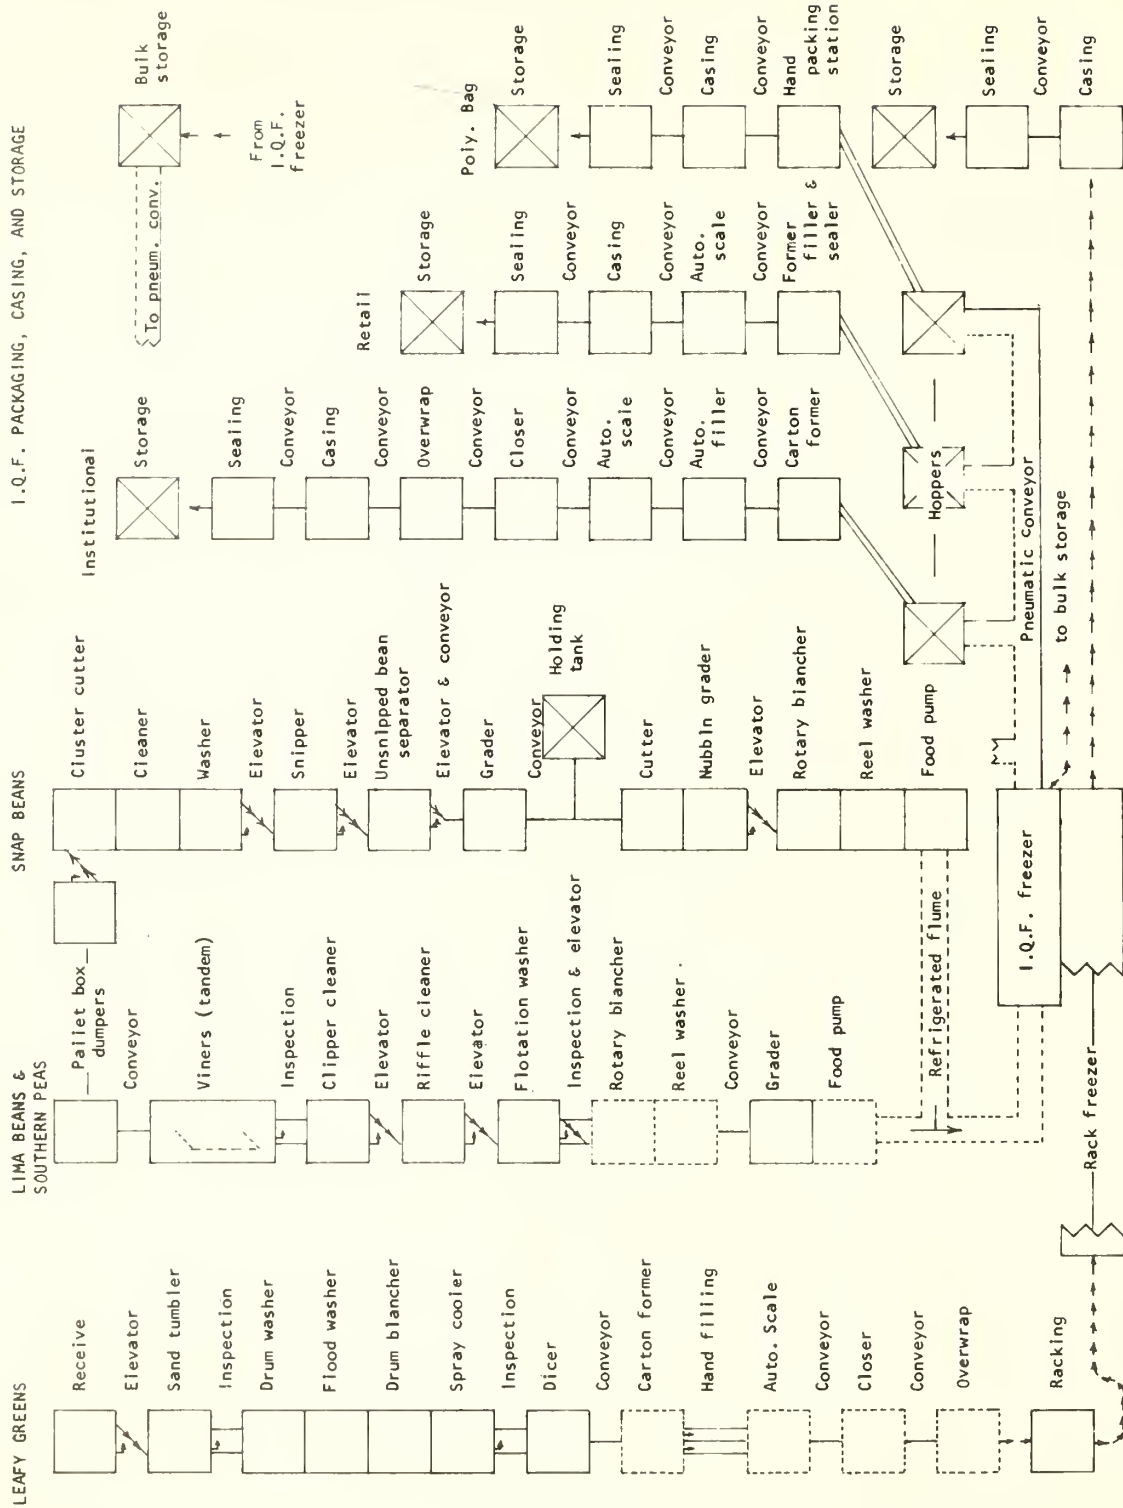 LEAFY GREENS
Receive
Elevator
Sand tumbler
Inspection
Drum washer
Flood washer
Drum blancher
Spray cooler
Inspection
Dicer
Conveyor
Carton former
Hand filling
Auto. Scale
Conveyor
Closer
Conveyor
Overwrap
Racking
Rack freezer
LIMA BEANS &
SOUTHERN PEAS
Pallet box
dumpers
Conveyor
Viners (tandem)
Inspection
Clipper cleaner
Elevator
Riffle cleaner
Elevator
Flotation washer
Inspection & elevator
Rotary blancher
Reel washer
Conveyor
Grader
Food pump
Refrigerated flume
I.Q.F. freezer
SNAP BEANS
Cluster cutter
Cleaner
Washer
Elevator
Snipper
Elevator
Unsnipped bean
separator
Elevator & conveyor
Grader
Conveyor
Holding
tank
Cutter
Nubbin grader
Elevator
Rotary blancher
Reel washer
Food pump
Pneumatic conveyor
to bulk storage
I.Q.F. PACKAGING, CASING, AND STORAGE
Institutional
Storage
Sealing
Conveyor
Casing
Conveyor
Overwrap
Conveyor
Closer
Conveyor
Auto.
scale
Conveyor
Auto.
filler
Conveyor
Carton
former
Hoppers
Retail
Storage
Sealing
Conveyor
Casing
Conveyor
Auto.
scale
Conveyor
Former
filler &
sealer
To pneum. conv.
Bulk
storage
From
I.Q.F.
freezer
Poly. Bag
Storage
Sealing
Conveyor
Casing
Conveyor
Hand
packing
station
Storage
Sealing
Conveyor
Casing